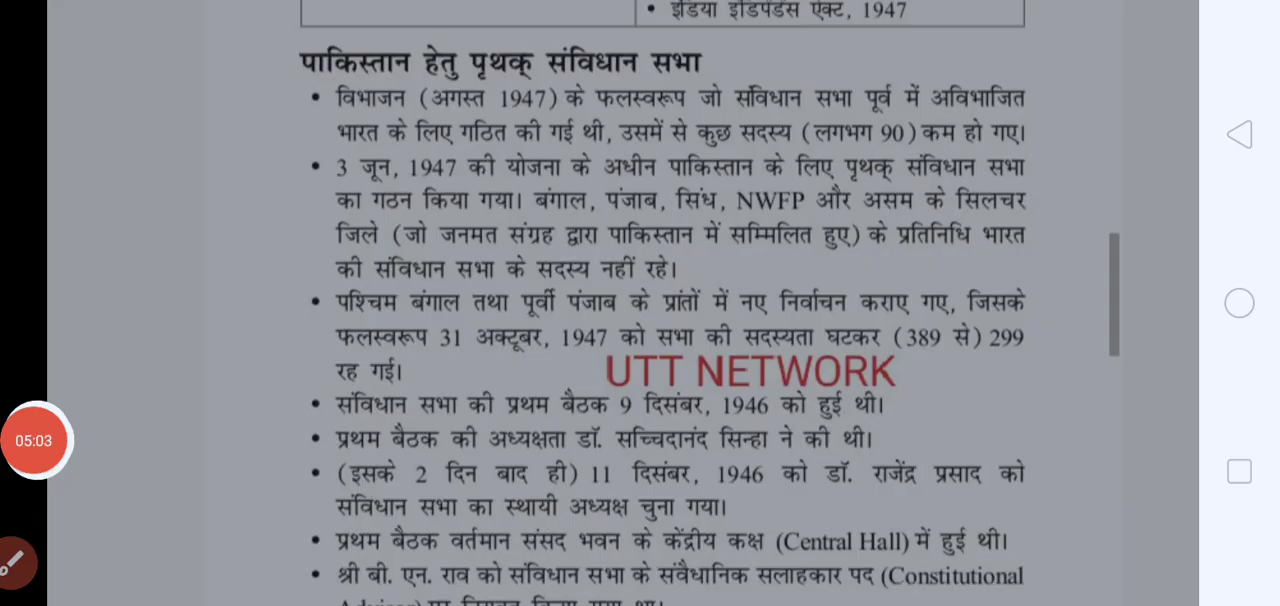 • इंडिया इंडिपेंडेंस ऐक्ट, 1947
पाकिस्तान हेतु पृथक् संविधान सभा
• विभाजन (अगस्त 1947) के फलस्वरूप जो संविधान सभा पूर्व में अविभाजित
भारत के लिए गठित की गई थी, उसमें से कुछ सदस्य (लगभग 90) कम हो गए।
• 3 जून, 1947 की योजना के अधीन पाकिस्तान के लिए पृथक् संविधान सभा
का गठन किया गया। बंगाल, पंजाब, सिंध, NWFP और असम के सिलचर
जिले (जो जनमत संग्रह द्वारा पाकिस्तान में सम्मिलित हुए) के प्रतिनिधि भारत
की संविधान सभा के सदस्य नहीं रहे।
• पश्चिम बंगाल तथा पूर्वी पंजाब के प्रांतों में नए निर्वाचन कराए गए, जिसके
फलस्वरूप 31 अक्टूबर, 1947 को सभा की सदस्यता घटकर (389 से) 299
रह गई।
UTT NETWORK
• संविधान सभा की प्रथम बैठक 9 दिसंबर, 1946 को हुई थी।
05:03
• प्रथम बैठक की अध्यक्षता डॉ. सच्चिदानंद सिन्हा ने की थी।
• (इसके 2 दिन बाद ही) 11 दिसंबर, 1946 को डॉ. राजेंद्र प्रसाद को
संविधान सभा का स्थायी अध्यक्ष चुना गया।
• प्रथम बैठक वर्तमान संसद भवन के केंद्रीय कक्ष (Central Hall) में हुई थी।
• श्री बी. एन. राव को संविधान सभा के संवैधानिक सलाहकार पद (Constitutional